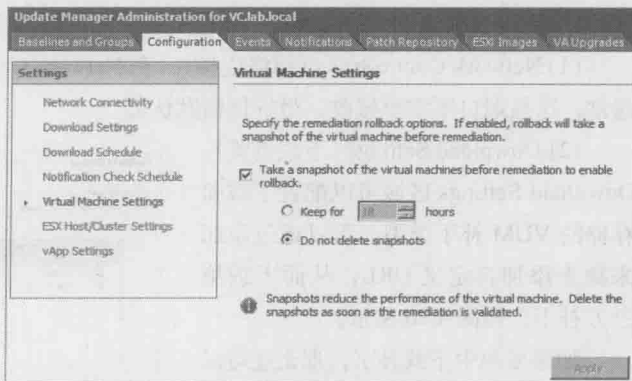 Update Manager Administration for VC.lab.local
Baselines and Groups Configuration Events Notifications Patch Repository ESXi Images VA Upgrades
Settings
Network Connectivity
Download Settings
Download Schedule
Notification Check Schedule
Virtual Machine Settings
ESX Host/Cluster Settings
vApp Settings
Virtual Machine Settings
Specify the remediation rollback options. If enabled, rollback will take a
snapshot of the virtual machine before remediation.
Take a snapshot of the virtual machines before remediation to enable
rollback.
Keep for 18 hours
Do not delete snapshots
Snapshots reduce the performance of the virtual machine. Delete the
snapshots as soon as the remediation is validated.
Apply